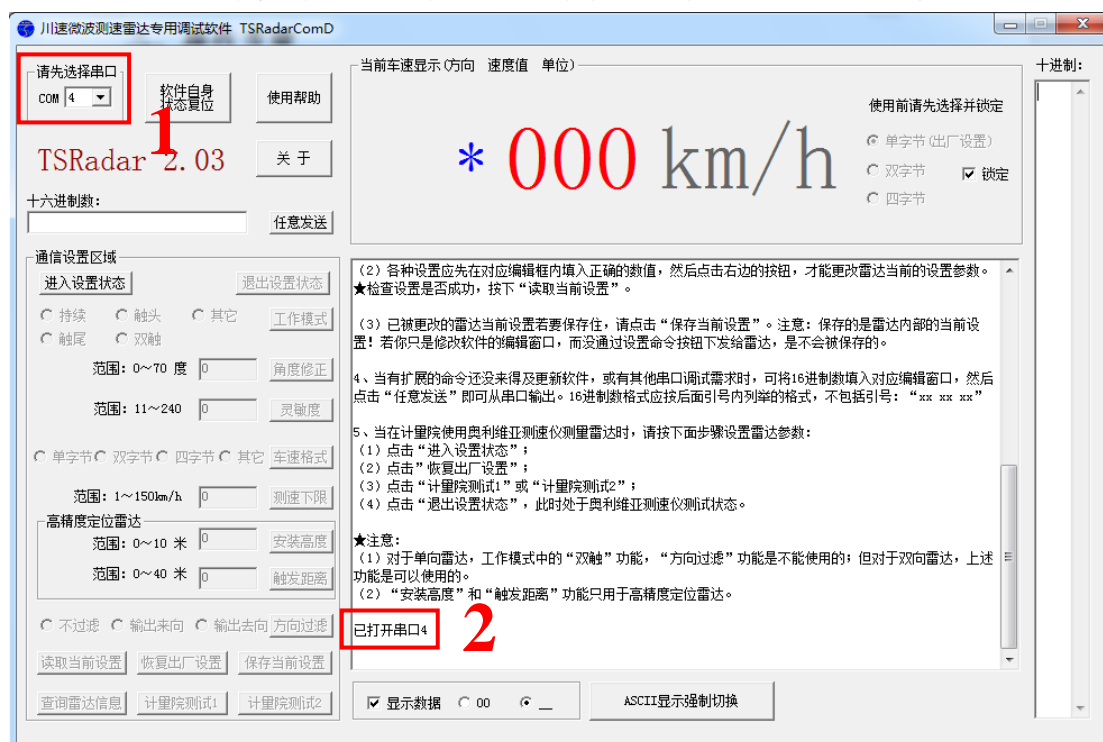 川速微波测速雷达专用调试软件 TSRadarComD
请先选择串口
COM 4
软件自身
状态复位
使用帮助
1
TSRadar 2.03
关于
十六进制数:
任意发送
当前车速显示(方向 速度值 单位)
* 000 km/h
使用前请先选择并锁定
单字节(出厂设置)
双字节
锁定
四字节
十进制:
通信设置区域
进入设置状态
退出设置状态
持续 触头 其它 工作模式
触尾 双触
范围: 0～70 度 0 角度修正
范围: 11～240 0 灵敏度
单字节 双字节 四字节 其它 车速格式
范围: 1～150km/h 0 测速下限
高精度定位雷达
范围: 0～10 米 0 安装高度
范围: 0～40 米 0 触发距离
不过滤 输出来向 输出去向 方向过滤
读取当前设置 恢复出厂设置 保存当前设置
查询雷达信息 计量院测试1 计量院测试2
(2) 各种设置应先在对应编辑框内填入正确的数值，然后点击右边的按钮，才能更改雷达当前的设置参数。
★检查设置是否成功，按下“读取当前设置”。
(3) 已被更改的雷达当前设置若要保存住，请点击“保存当前设置”。注意：保存的是雷达内部的当前设
置！若你只是修改软件的编辑窗口，而没通过设置命令按钮下发给雷达，是不会被保存的。
4、当有扩展的命令还没来得及更新软件，或有其他串口调试需求时，可将16进制数填入对应编辑窗口，然后
点击“任意发送”即可从串口输出。16进制数格式应按后面引号内列举的格式，不包括引号：“xx xx xx”
5、当在计量院使用奥利维亚测速仪测量雷达时，请按下面步骤设置雷达参数：
(1) 点击“进入设置状态”；
(2) 点击”恢复出厂设置”；
(3) 点击“计量院测试1”或“计量院测试2”；
(4) 点击“退出设置状态”，此时处于奥利维亚测速仪测试状态。
★注意：
(1) 对于单向雷达，工作模式中的“双触”功能，“方向过滤”功能是不能使用的；但对于双向雷达，上述
功能是可以使用的。
(2) “安装高度”和“触发距离”功能只用于高精度定位雷达。
已打开串口4
2
显示数据 00 __
ASCII显示强制切换